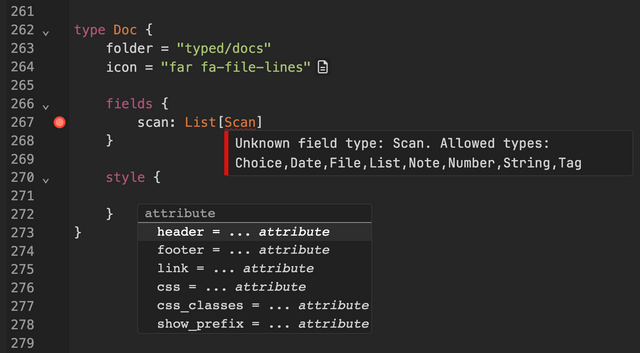 261
262 type Doc {
263 folder = "typed/docs"
264 icon = "far fa-file-lines"
265
266 fields {
267 scan: List[Scan]
268 }
Unknown field type: Scan. Allowed types:
Choice,Date,File,List,Note,Number,String,Tag
269
270 style {
271
272 }
273 }
274
275
276
277
278
279
attribute
header = ... attribute
footer = ... attribute
link = ... attribute
css = ... attribute
css_classes = ... attribute
show_prefix = ... attribute